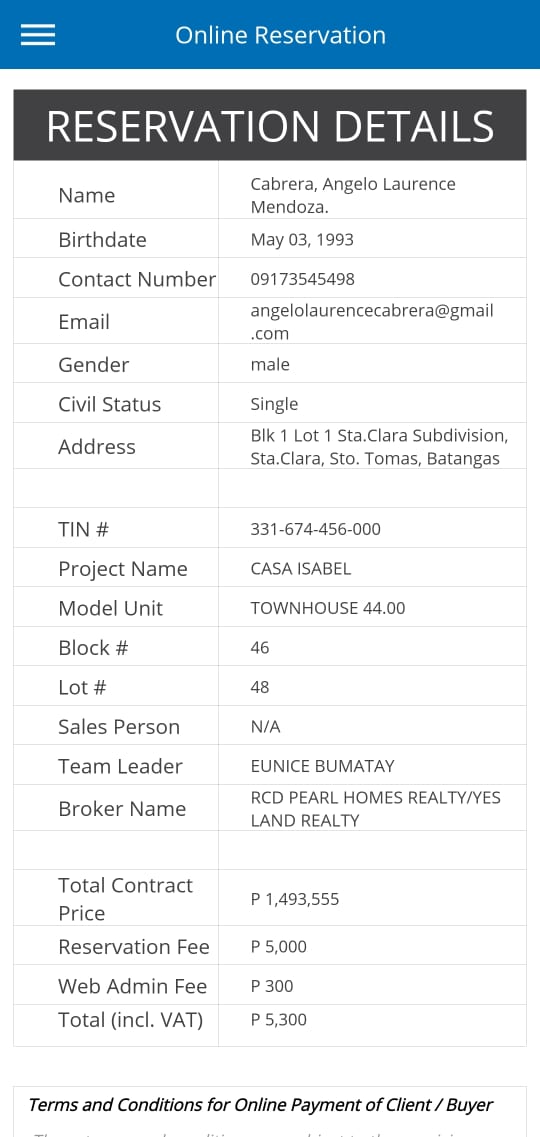 Online Reservation
RESERVATION DETAILS
Name
Cabrera, Angelo Laurence
Mendoza.
Birthdate
May 03, 1993
Contact Number
09173545498
Email
angelolaurencecabrera@gmail
.com
Gender
male
Civil Status
Single
Address
Blk 1 Lot 1 Sta.Clara Subdivision,
Sta.Clara, Sto. Tomas, Batangas
TIN #
331-674-456-000
Project Name
CASA ISABEL
Model Unit
TOWNHOUSE 44.00
Block #
46
Lot #
48
Sales Person
N/A
Team Leader
EUNICE BUMATAY
Broker Name
RCD PEARL HOMES REALTY/YES
LAND REALTY
Total Contract
Price
P 1,493,555
Reservation Fee
P 5,000
Web Admin Fee
P 300
Total (incl. VAT)
P 5,300
Terms and Conditions for Online Payment of Client / Buyer